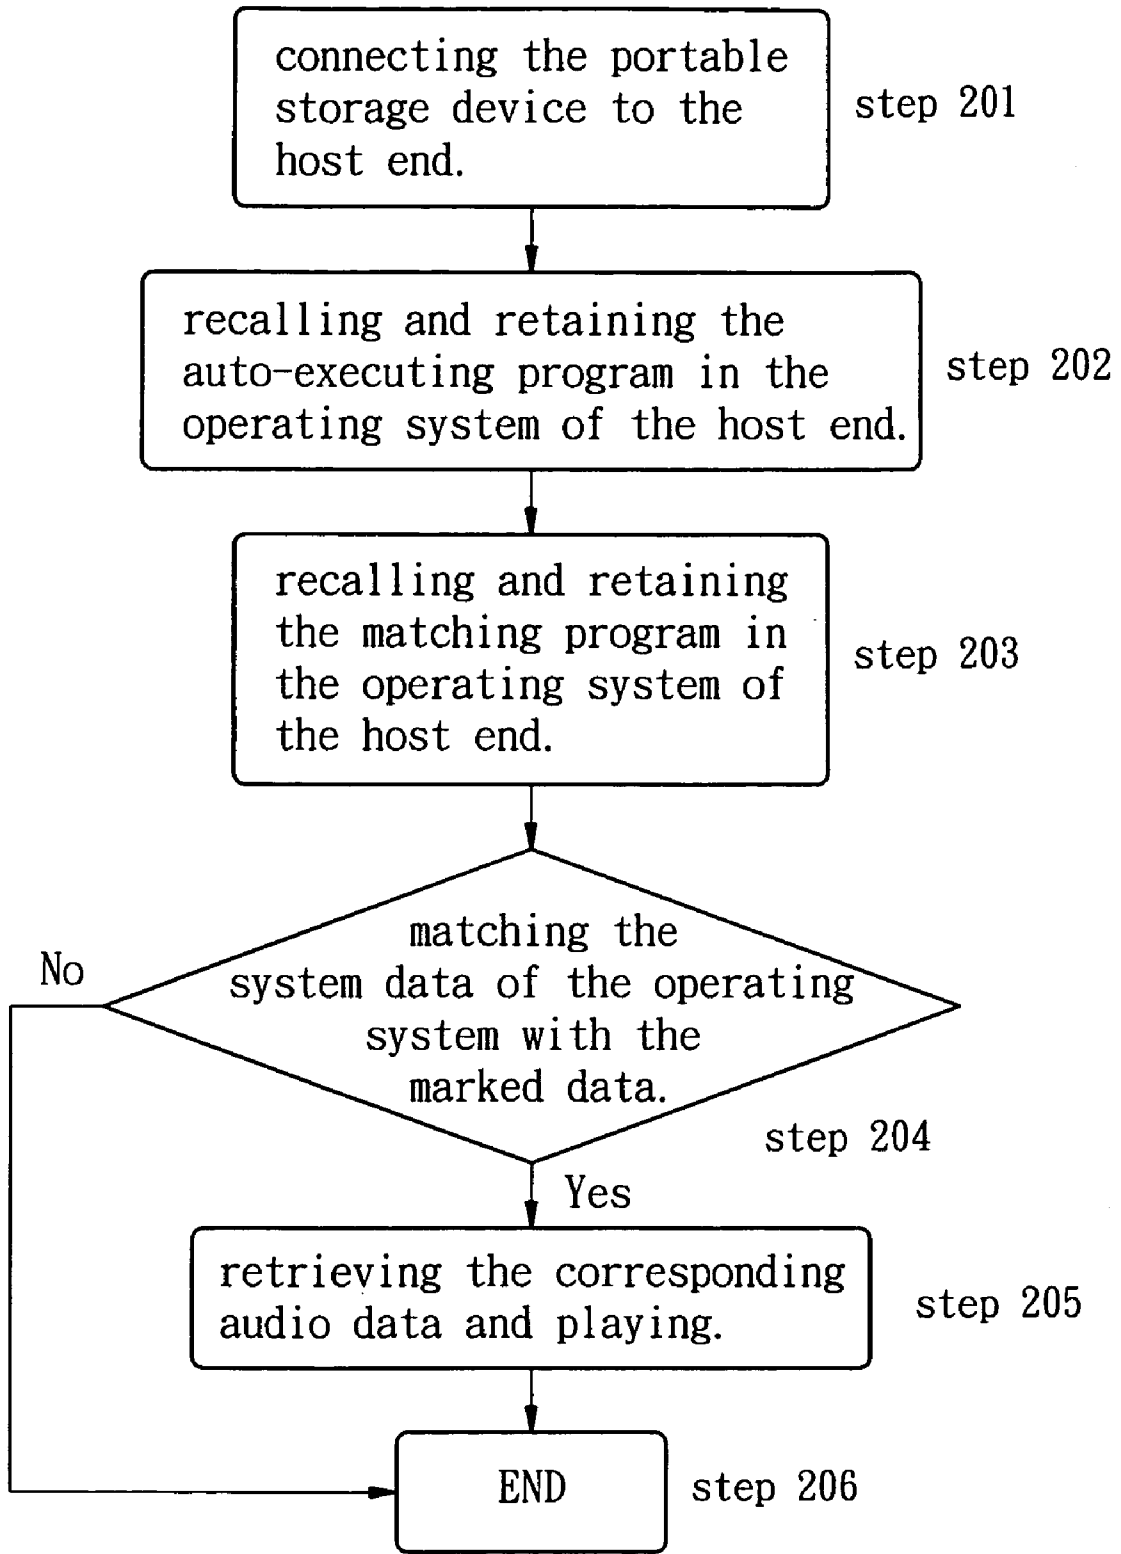 connecting the portable
storage device to the
host end.
step 201
recalling and retaining the
auto-executing program in the
operating system of the host end.
step 202
recalling and retaining
the matching program in
the operating system of
the host end.
step 203
matching the
system data of the operating
system with the
marked data.
No
step 204
Yes
retrieving the corresponding
audio data and playing.
step 205
END
step 206